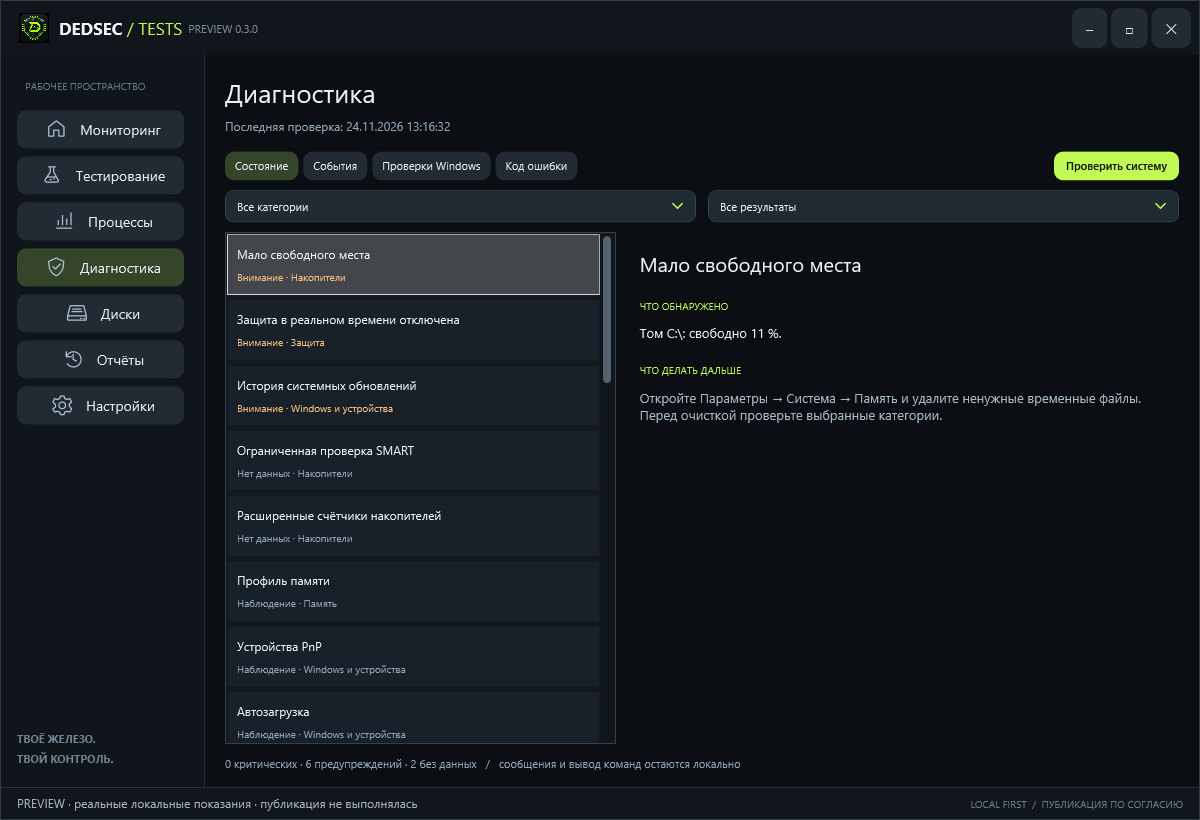 DEDSEC / TESTS PREVIEW 0.3.0
РАБОЧЕЕ ПРОСТРАНСТВО
Мониторинг
Тестирование
Процессы
Диагностика
Диски
Отчёты
Настройки
ТВОЁ ЖЕЛЕЗО.
ТВОЙ КОНТРОЛЬ.
Диагностика
Последняя проверка: 24.11.2026 13:16:32
Состояние
События
Проверки Windows
Код ошибки
Проверить систему
Все категории
Все результаты
Мало свободного места
Внимание · Накопители
Защита в реальном времени отключена
Внимание · Защита
История системных обновлений
Внимание · Windows и устройства
Ограниченная проверка SMART
Нет данных · Накопители
Расширенные счётчики накопителей
Нет данных · Накопители
Профиль памяти
Наблюдение · Память
Устройства PnP
Наблюдение · Windows и устройства
Автозагрузка
Наблюдение · Windows и устройства
Мало свободного места
ЧТО ОБНАРУЖЕНО
Том C:\: свободно 11 %.
ЧТО ДЕЛАТЬ ДАЛЬШЕ
Откройте Параметры → Система → Память и удалите ненужные временные файлы.
Перед очисткой проверьте выбранные категории.
0 критических · 6 предупреждений · 2 без данных / сообщения и вывод команд остаются локально
PREVIEW · реальные локальные показания · публикация не выполнялась
LOCAL FIRST / ПУБЛИКАЦИЯ ПО СОГЛАСИЮ